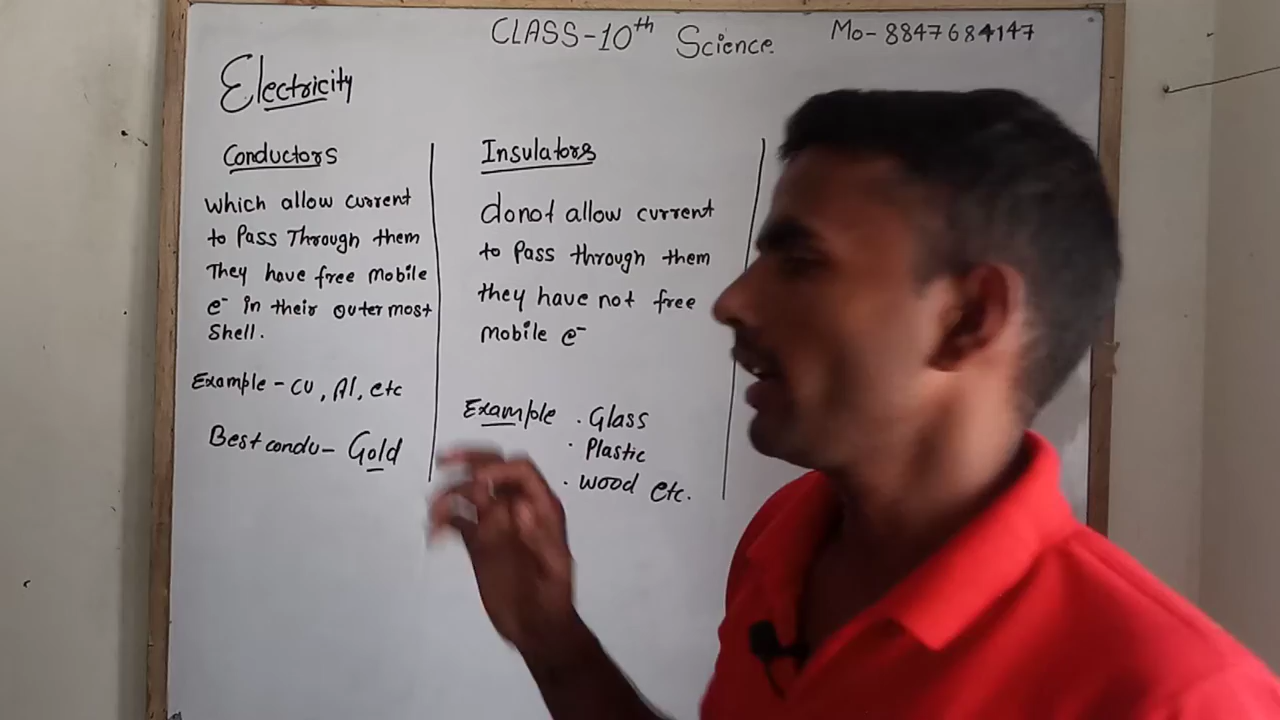 CLASS-10th Science Mo- 8847684147
Electricity
Conductors
which allow current
to Pass Through them
They have free mobile
e⁻ in their outermost
Shell.
Example - cu, Al, etc
Best condu- Gold
Insulators
donot allow current
to Pass through them
they have not free
mobile e⁻
Example . Glass
. Plastic
. wood etc.